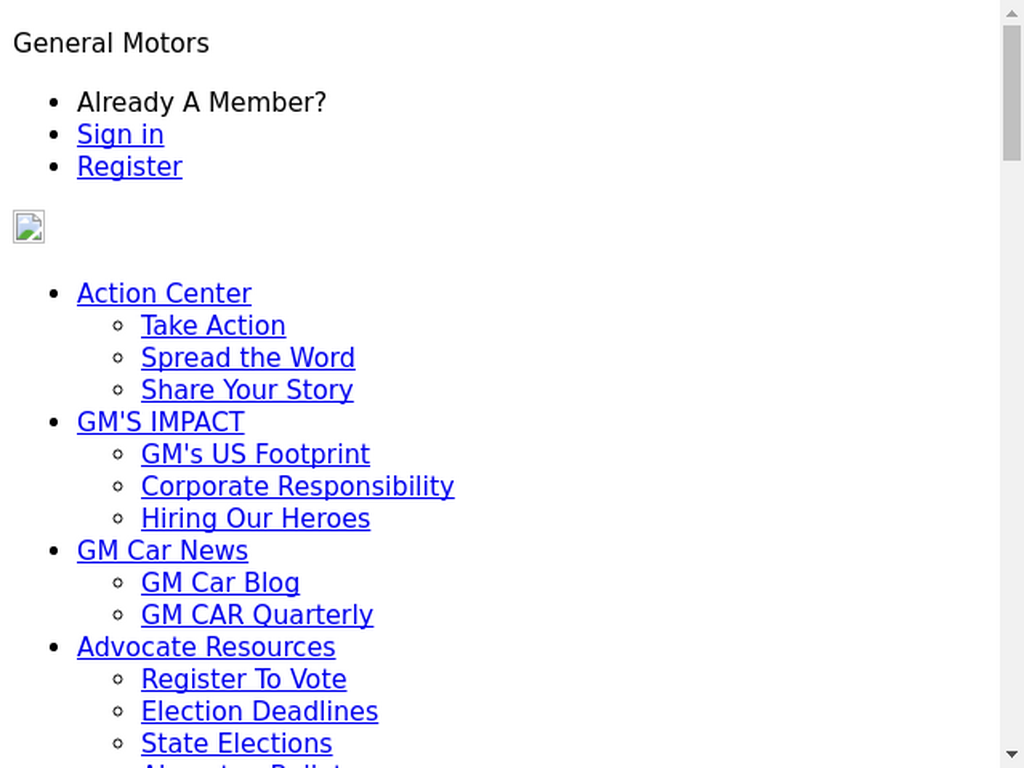 General Motors
Already A Member?
Sign in
Register
Action Center
Take Action
Spread the Word
Share Your Story
GM'S IMPACT
GM's US Footprint
Corporate Responsibility
Hiring Our Heroes
GM Car News
GM Car Blog
GM CAR Quarterly
Advocate Resources
Register To Vote
Election Deadlines
State Elections